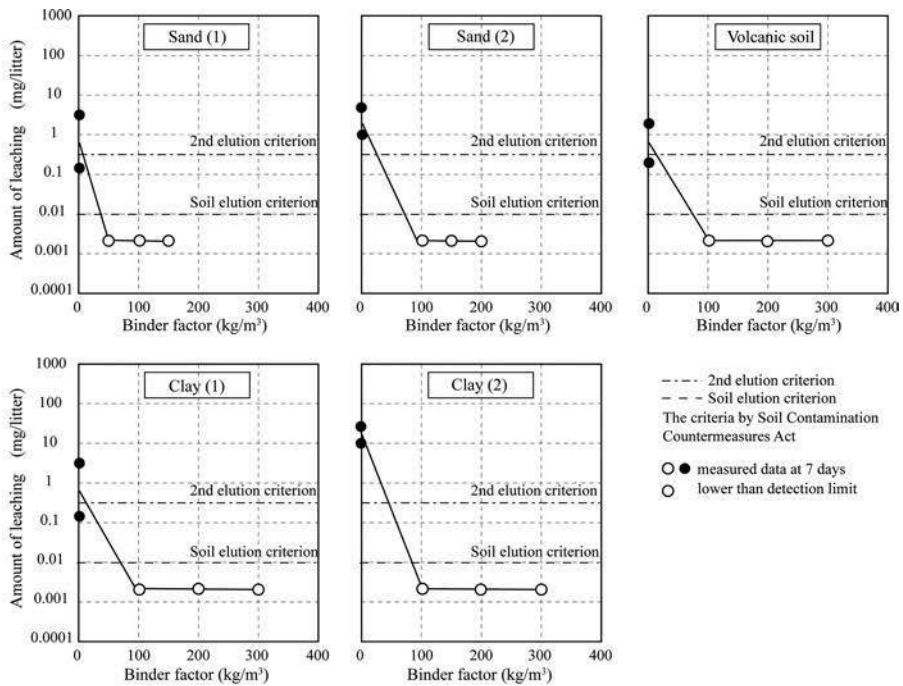 1000
100
10
1
0.1
0.01
0.001
0.0001
Amount of leaching (mg/litter)
Sand (1)
2nd elution criterion
Soil elution criterion
0 100 200 300 400
Binder factor (kg/m³)
Sand (2)
2nd elution criterion
Soil elution criterion
0 100 200 300 400
Binder factor (kg/m³)
Volcanic soil
2nd elution criterion
Soil elution criterion
0 100 200 300 400
Binder factor (kg/m³)
1000
100
10
1
0.1
0.01
0.001
0.0001
Amount of leaching (mg/litter)
Clay (1)
2nd elution criterion
Soil elution criterion
0 100 200 300 400
Binder factor (kg/m³)
Clay (2)
2nd elution criterion
Soil elution criterion
0 100 200 300 400
Binder factor (kg/m³)
2nd elution criterion
Soil elution criterion
The criteria by Soil Contamination
Countermeasures Act
measured data at 7 days
lower than detection limit